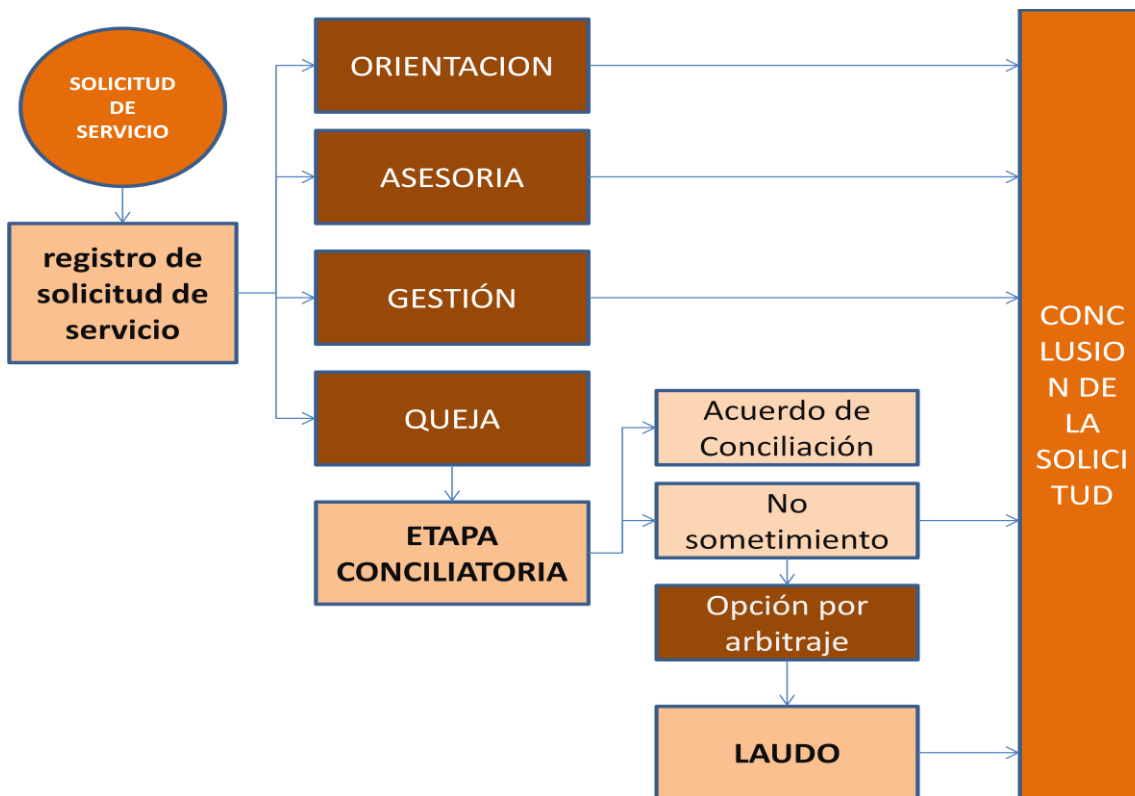 SOLICITUD
DE
SERVICIO
registro de
solicitud de
servicio
ORIENTACION
ASESORIA
GESTIÓN
QUEJA
ETAPA
CONCILIATORIA
Acuerdo de
Conciliación
No
sometimiento
Opción por
arbitraje
LAUDO
CONC
LUSIO
N DE
LA
SOLICI
TUD